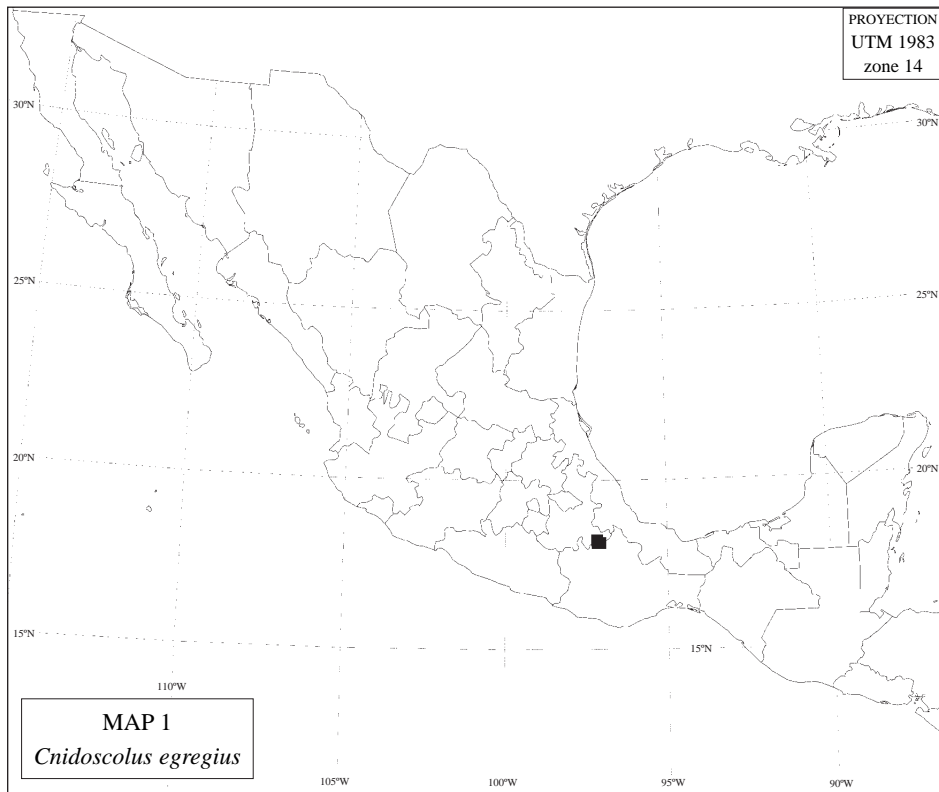 PROYECTION
UTM 1983
zone 14
30ºN
30ºN
25ºN
25ºN
20ºN
20ºN
15ºN
15ºN
110ºW
105ºW
100ºW
95ºW
90ºW
MAP 1
Cnidoscolus egregius